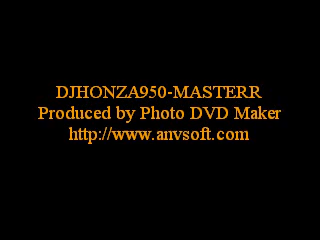 DJHONZA950-MASTERR
Produced by Photo DVD Maker
http://www.anvsoft.com